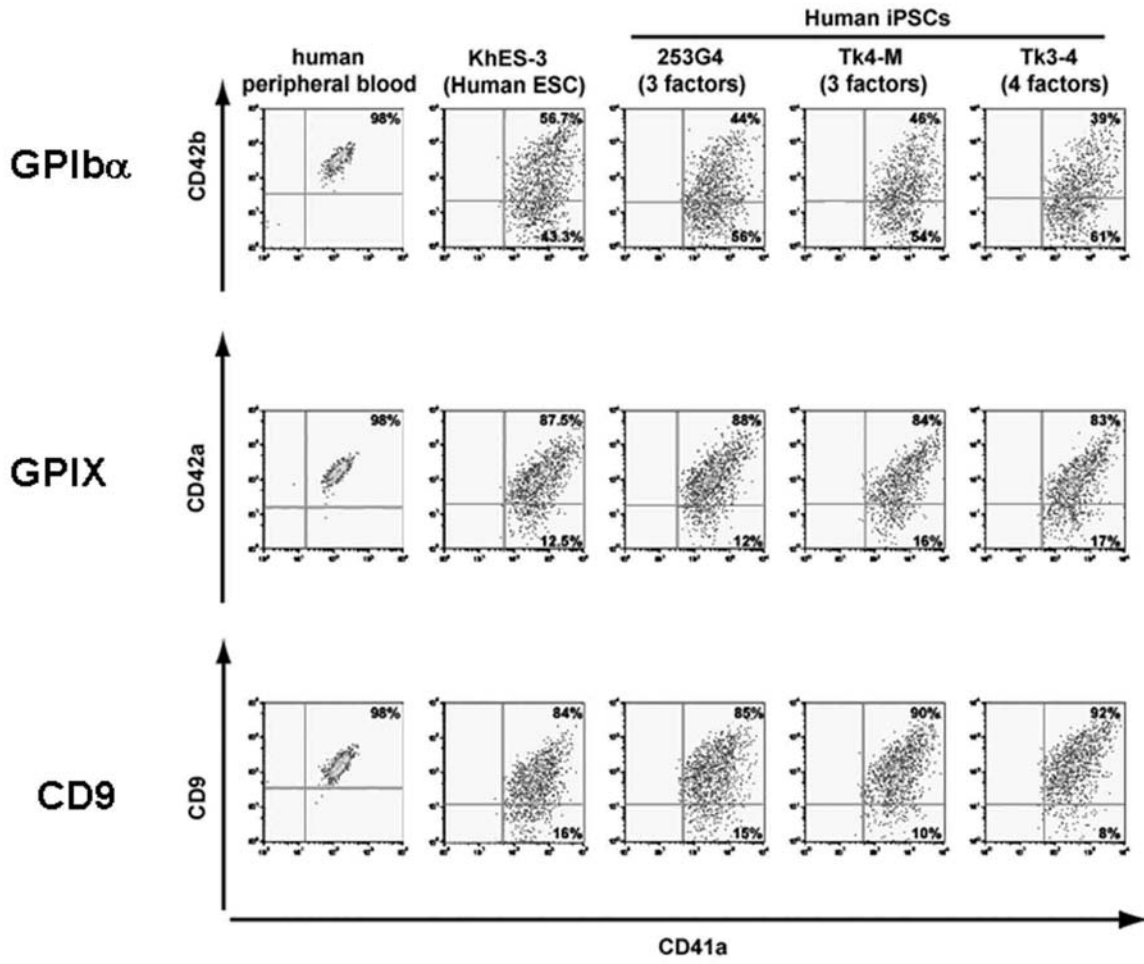 Human iPSCs
human
peripheral blood
KhES-3
(Human ESC)
253G4
(3 factors)
Tk4-M
(3 factors)
Tk3-4
(4 factors)
GPIbα
CD42b
98%
56.7%
44%
46%
39%
43.3%
56%
54%
61%
GPIX
CD42a
98%
87.5%
88%
84%
83%
12.5%
12%
16%
17%
CD9
CD9
98%
84%
85%
90%
92%
16%
15%
10%
8%
CD41a